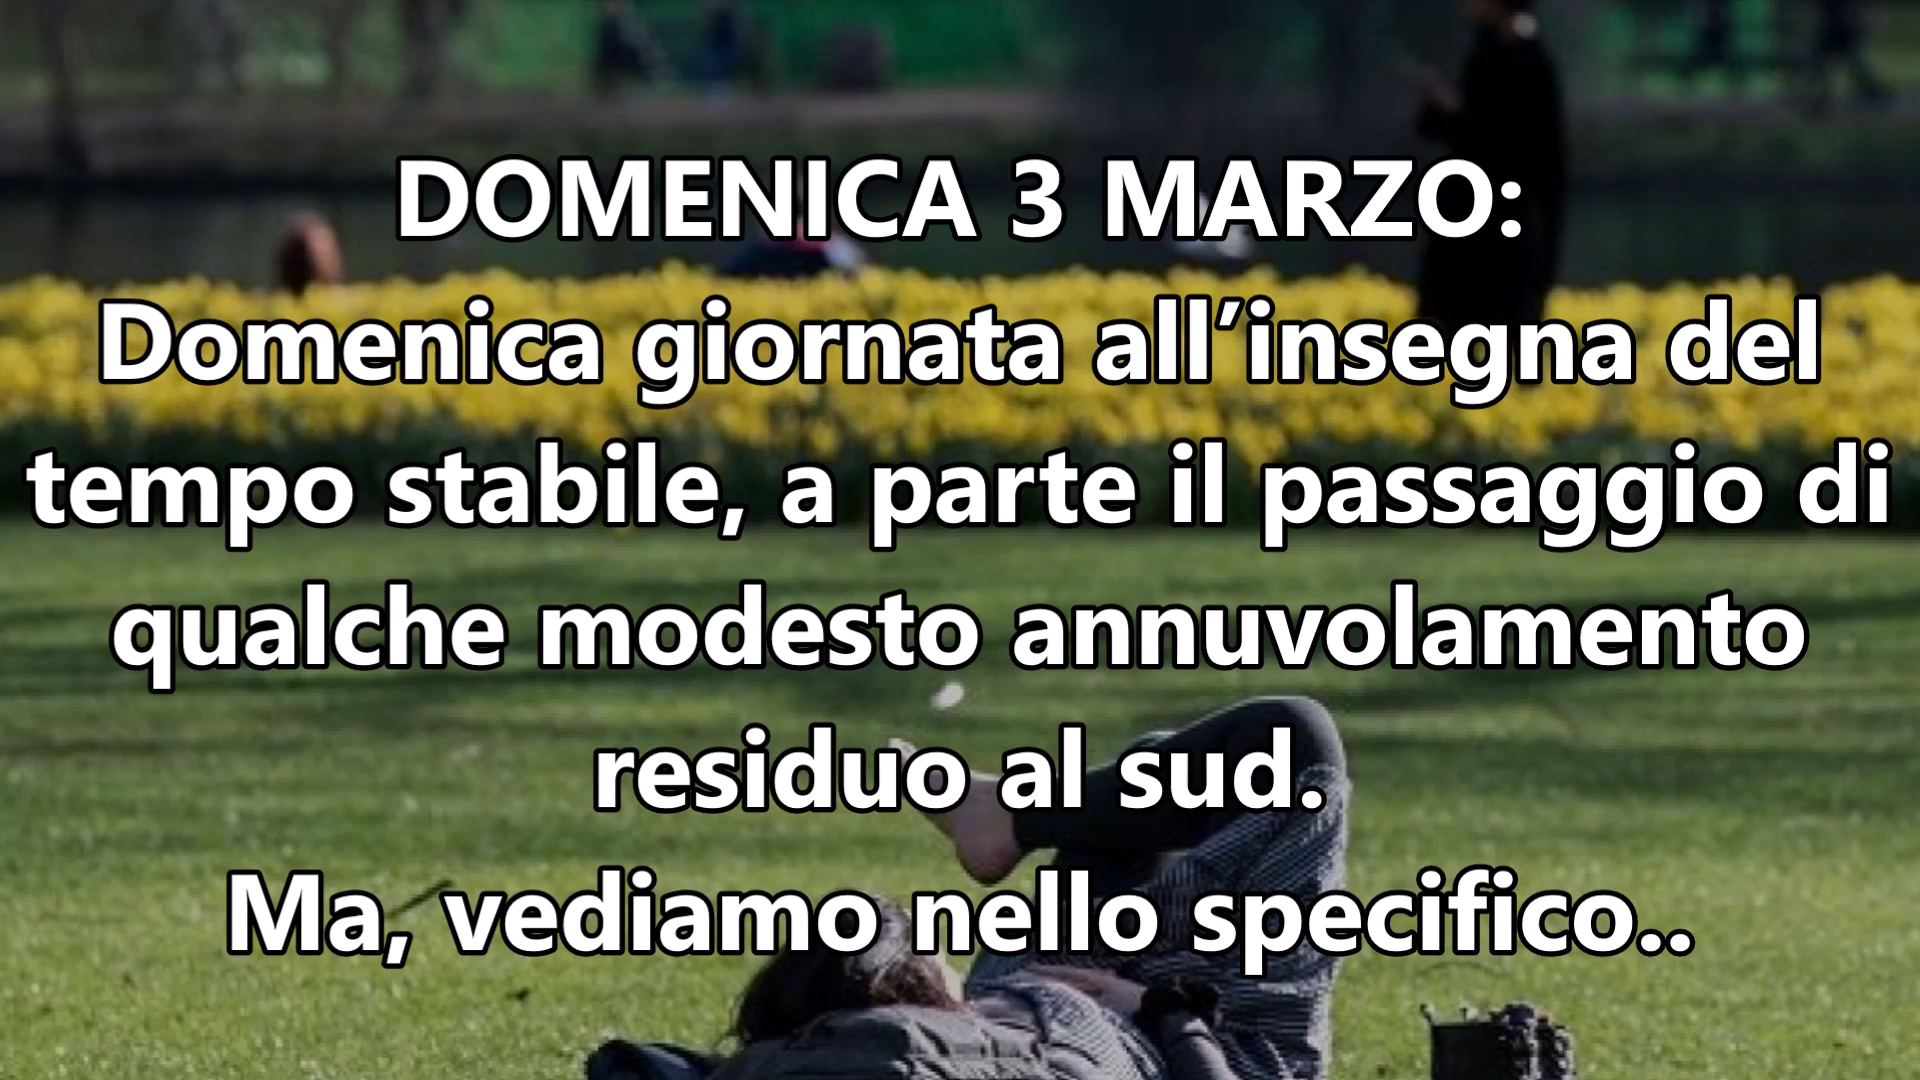 DOMENICA 3 MARZO:
Domenica giornata all’insegna del
tempo stabile, a parte il passaggio di
qualche modesto annuvolamento
residuo al sud.
Ma, vediamo nello specifico..